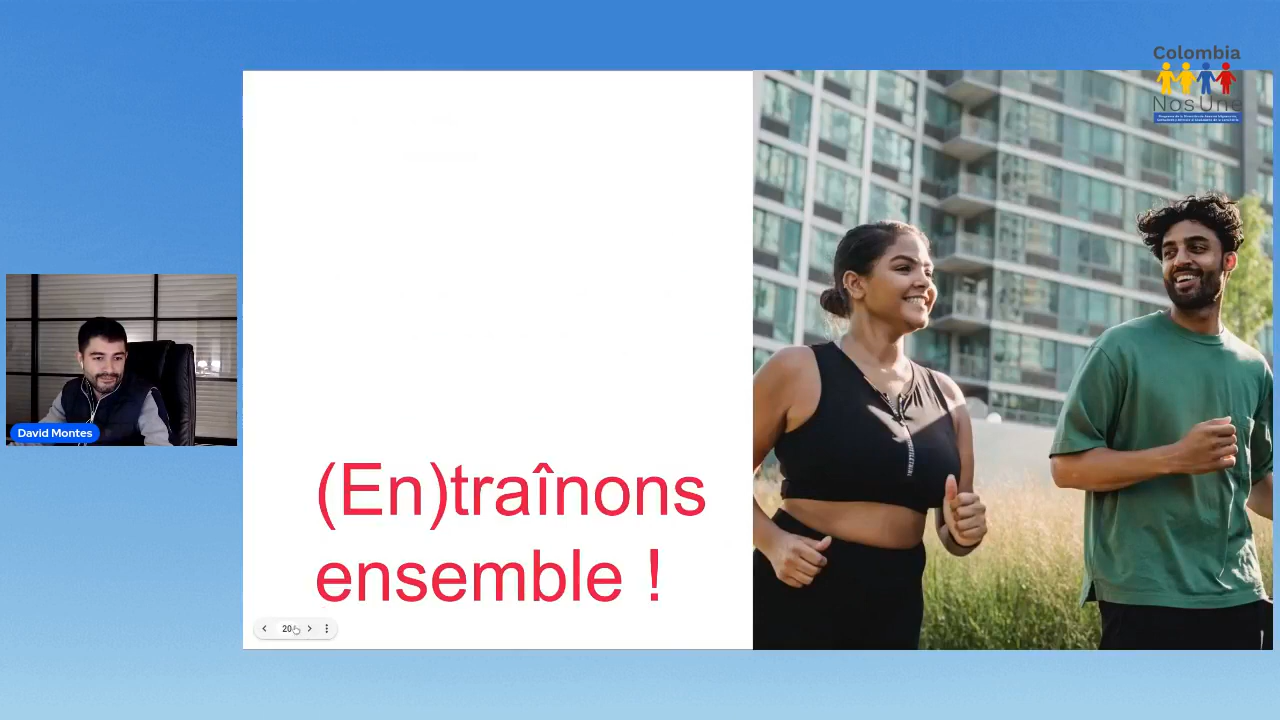 Colombia
Nos Une
David Montes
(En)traînons
ensemble !
20